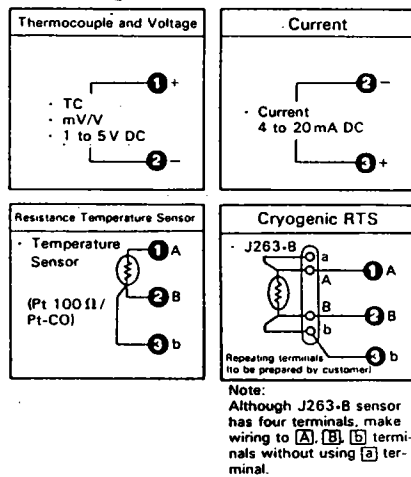 Thermocouple and Voltage
1 +
· TC
· mV/V
· 1 to 5 V DC
2 −
Current
2 −
· Current
4 to 20 mA DC
3 +
Resistance Temperature Sensor
· Temperature
Sensor
(Pt 100 Ω/
Pt-CO)
1 A
2 B
3 b
Cryogenic RTS
· J263-B
a
A
1 A
B
2 B
b
3 b
Repeating terminals
(to be prepared by customer)
Note:
Although J263-B sensor
has four terminals, make
wiring to [A], [B], [b] termi-
nals without using [a] ter-
minal.